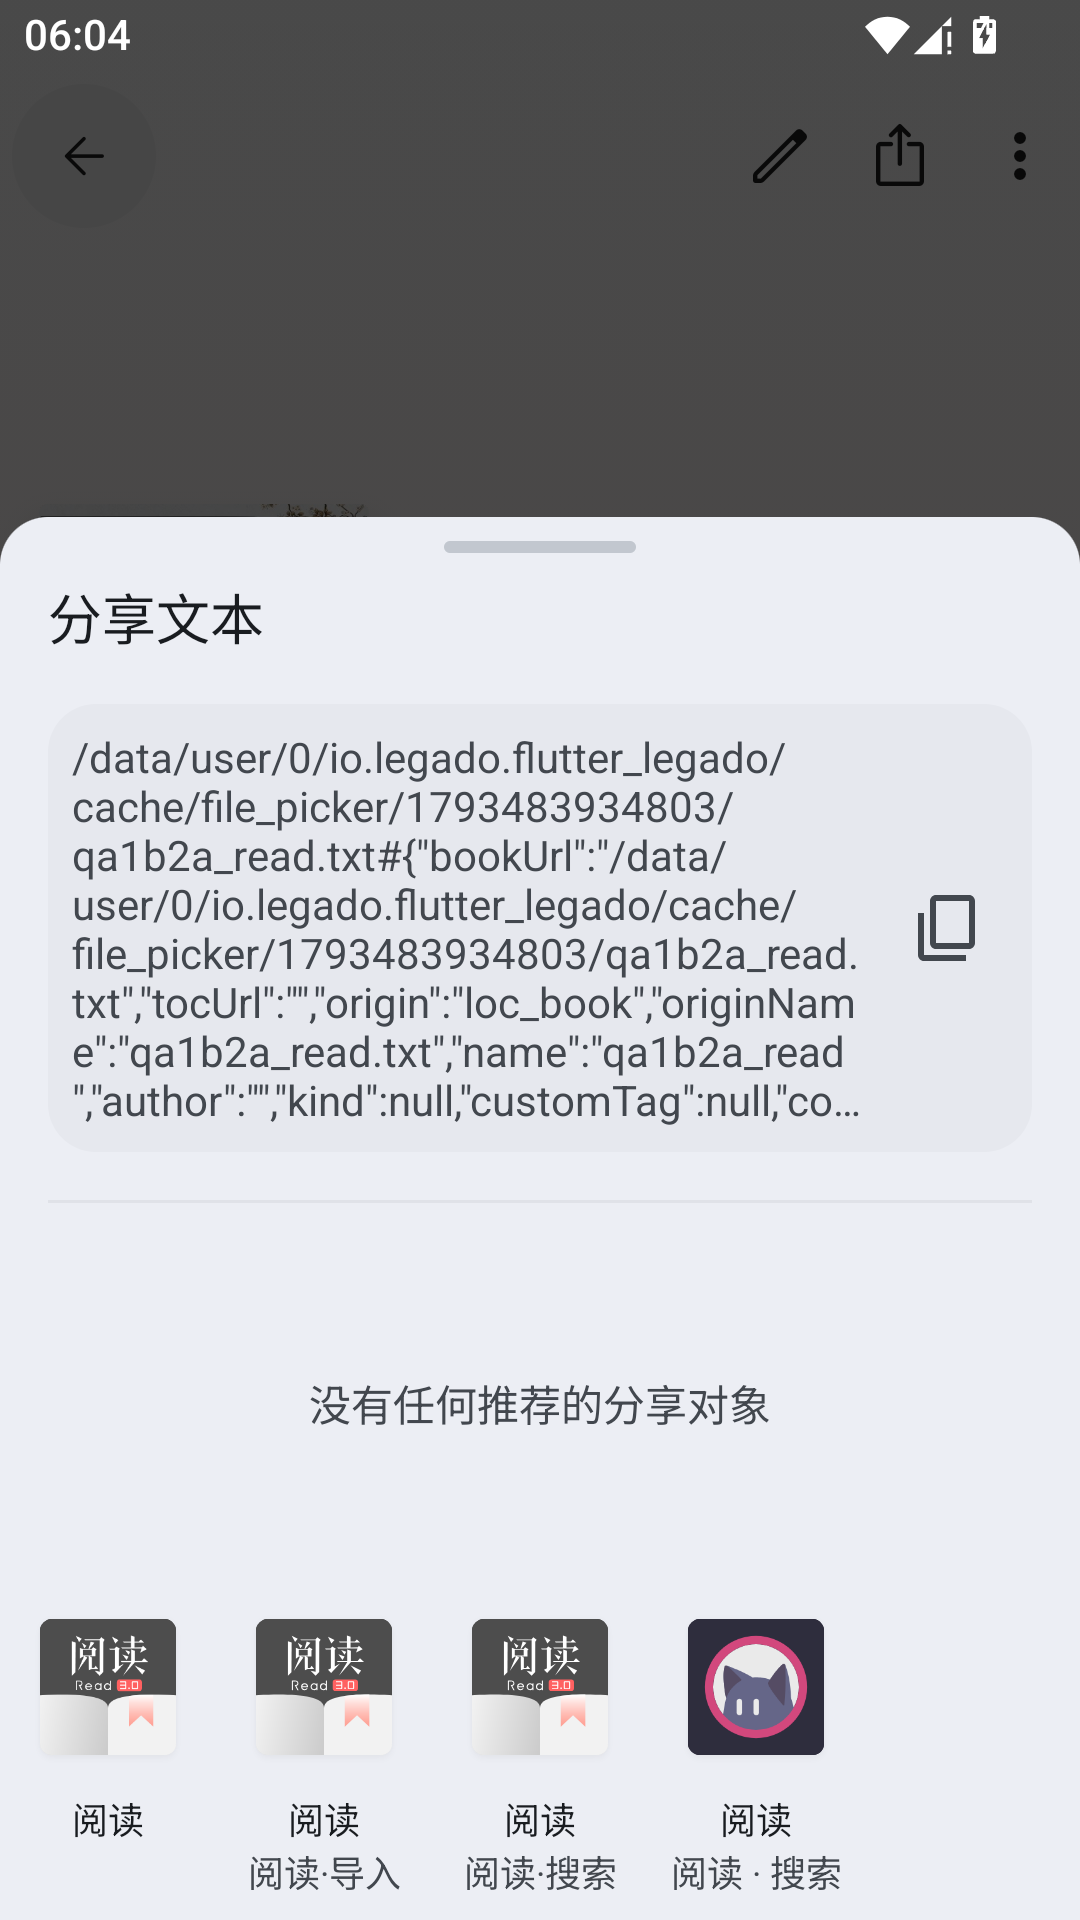 06:04
分享文本
/data/user/0/io.legado.flutter_legado/
cache/file_picker/1793483934803/
qa1b2a_read.txt#{"bookUrl":"/data/
user/0/io.legado.flutter_legado/cache/
file_picker/1793483934803/qa1b2a_read.
txt","tocUrl":"","origin":"loc_book","originNam
e":"qa1b2a_read.txt","name":"qa1b2a_read
","author":"","kind":null,"customTag":null,"co…
没有任何推荐的分享对象
阅读 阅读 阅读
Read 3.0 Read 3.0 Read 3.0
阅读 阅读 阅读 阅读
阅读·导入 阅读·搜索 阅读 · 搜索